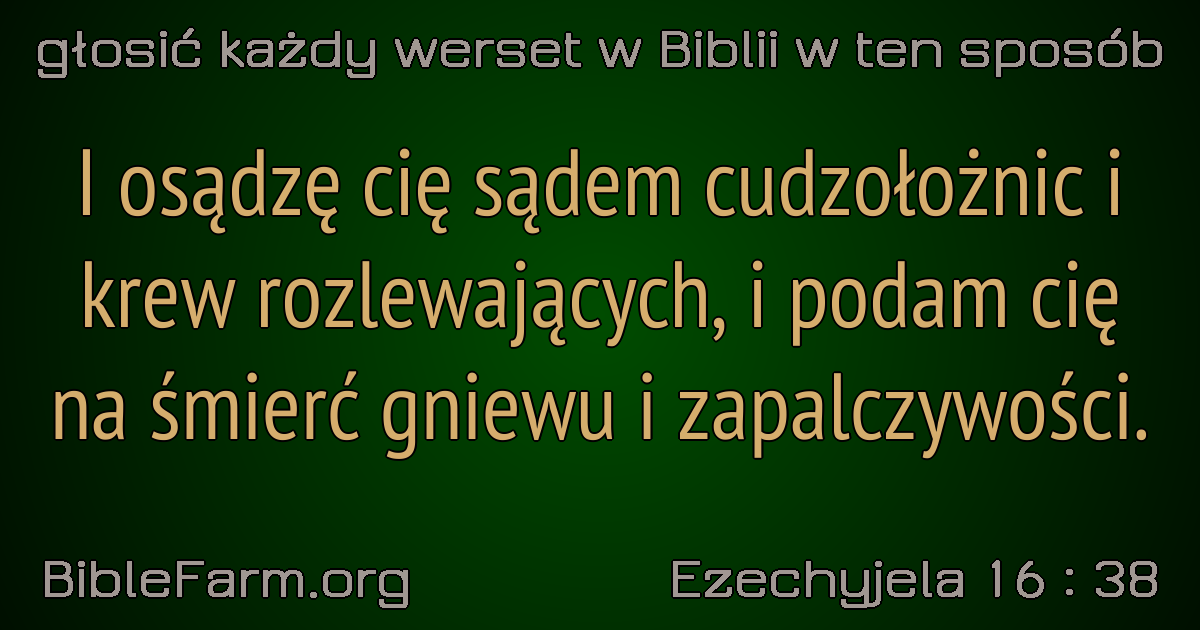 głosić każdy werset w Biblii w ten sposób
I osądzę cię sądem cudzołożnic i
krew rozlewających, i podam cię
na śmierć gniewu i zapalczywości.
BibleFarm.org
Ezechyjela 16 : 38